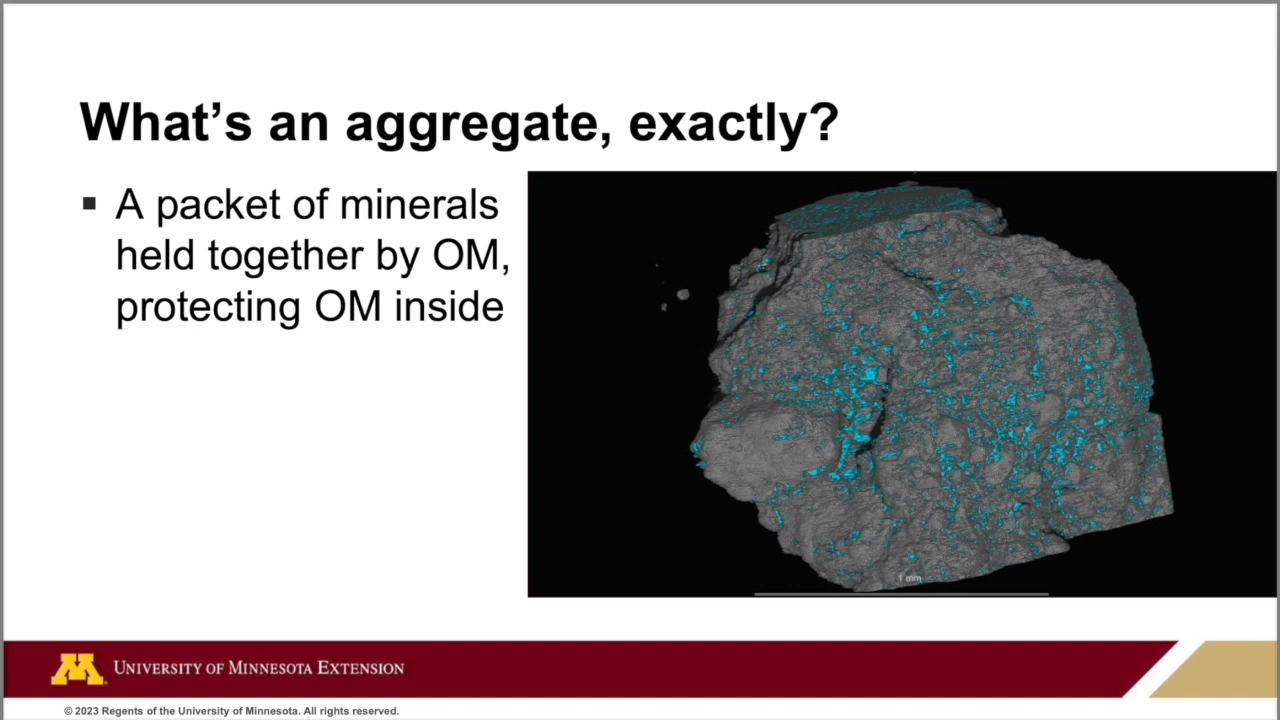 What’s an aggregate, exactly?
▪ A packet of minerals
held together by OM,
protecting OM inside
1 mm
M
UNIVERSITY OF MINNESOTA EXTENSION
© 2023 Regents of the University of Minnesota. All rights reserved.